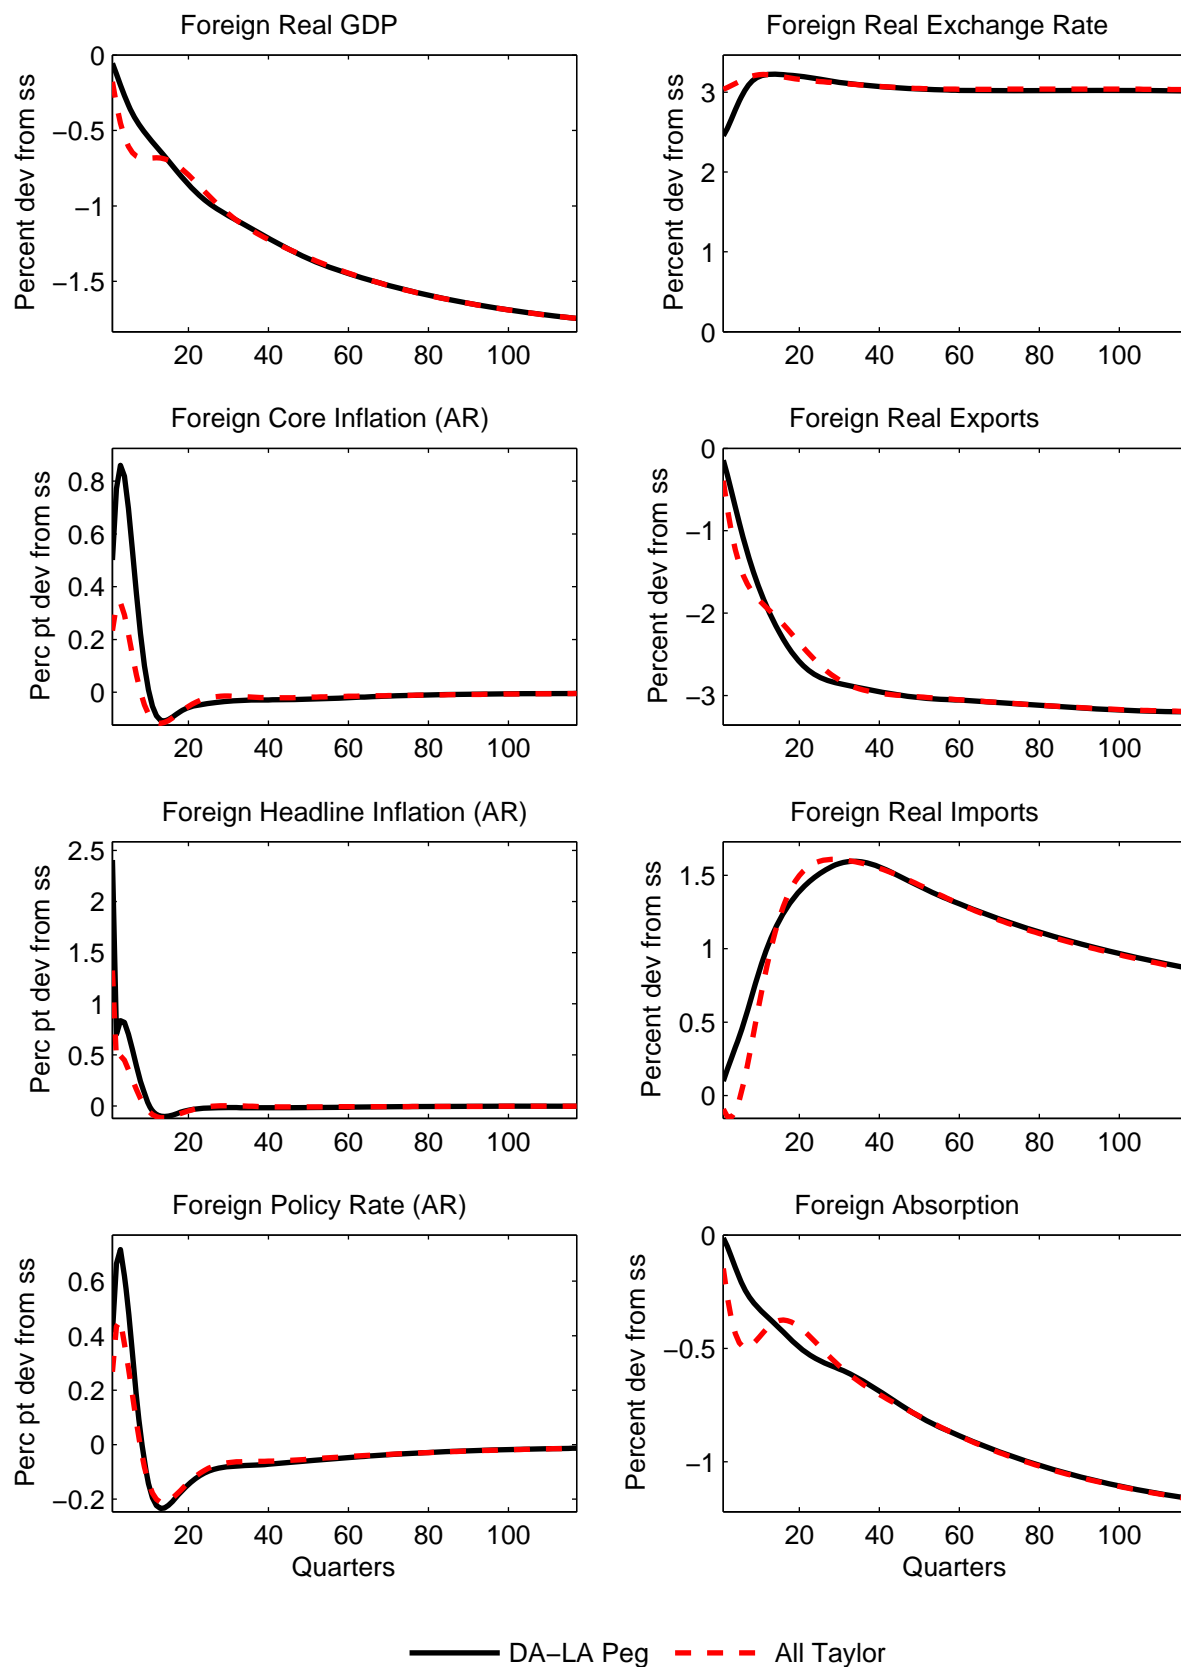 Foreign Real GDP
Percent dev from ss
0
−0.5
−1
−1.5
20 40 60 80 100
Foreign Real Exchange Rate
Percent dev from ss
3
2
1
0
20 40 60 80 100
Foreign Core Inflation (AR)
Perc pt dev from ss
0.8
0.6
0.4
0.2
0
20 40 60 80 100
Foreign Real Exports
Percent dev from ss
0
−1
−2
−3
20 40 60 80 100
Foreign Headline Inflation (AR)
Perc pt dev from ss
2.5
2
1.5
1
0.5
0
20 40 60 80 100
Foreign Real Imports
Percent dev from ss
1.5
1
0.5
0
20 40 60 80 100
Foreign Policy Rate (AR)
Perc pt dev from ss
0.6
0.4
0.2
0
−0.2
20 40 60 80 100
Quarters
Foreign Absorption
Percent dev from ss
0
−0.5
−1
20 40 60 80 100
Quarters
DA−LA Peg All Taylor